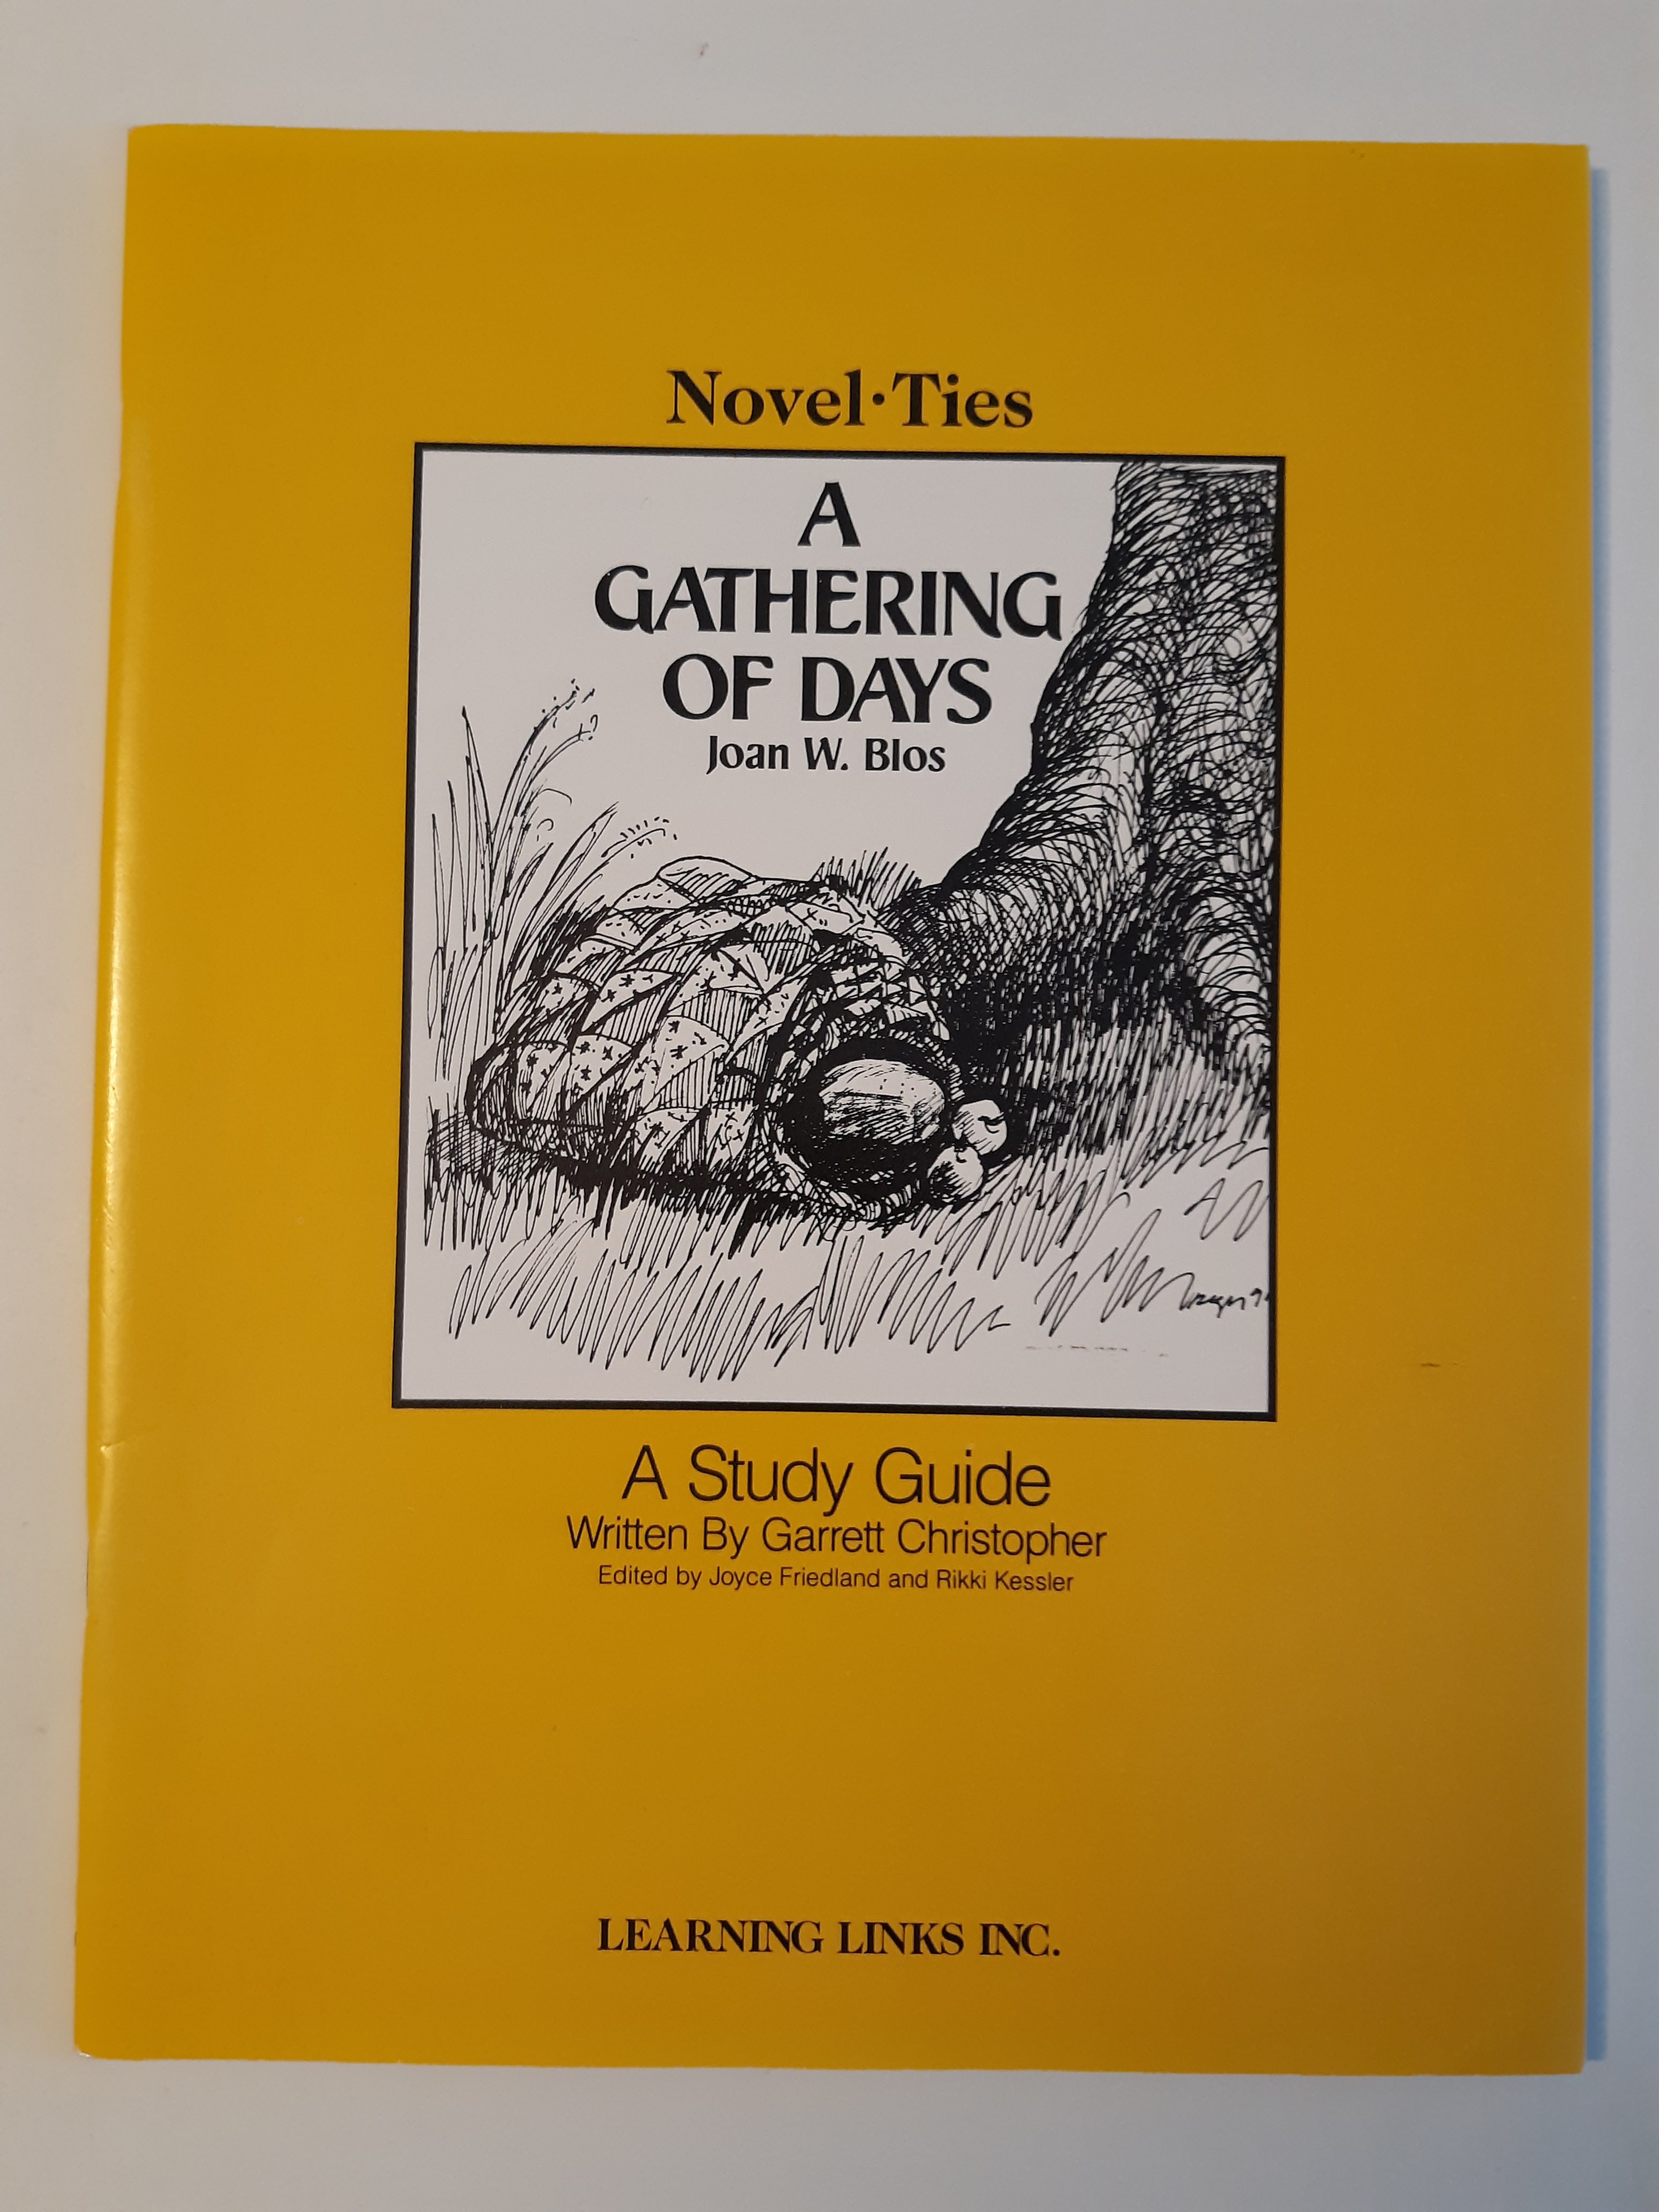 Novel·Ties
A
GATHERING
OF DAYS
Joan W. Blos
A Study Guide
Written By Garrett Christopher
Edited by Joyce Friedland and Rikki Kessler
LEARNING LINKS INC.